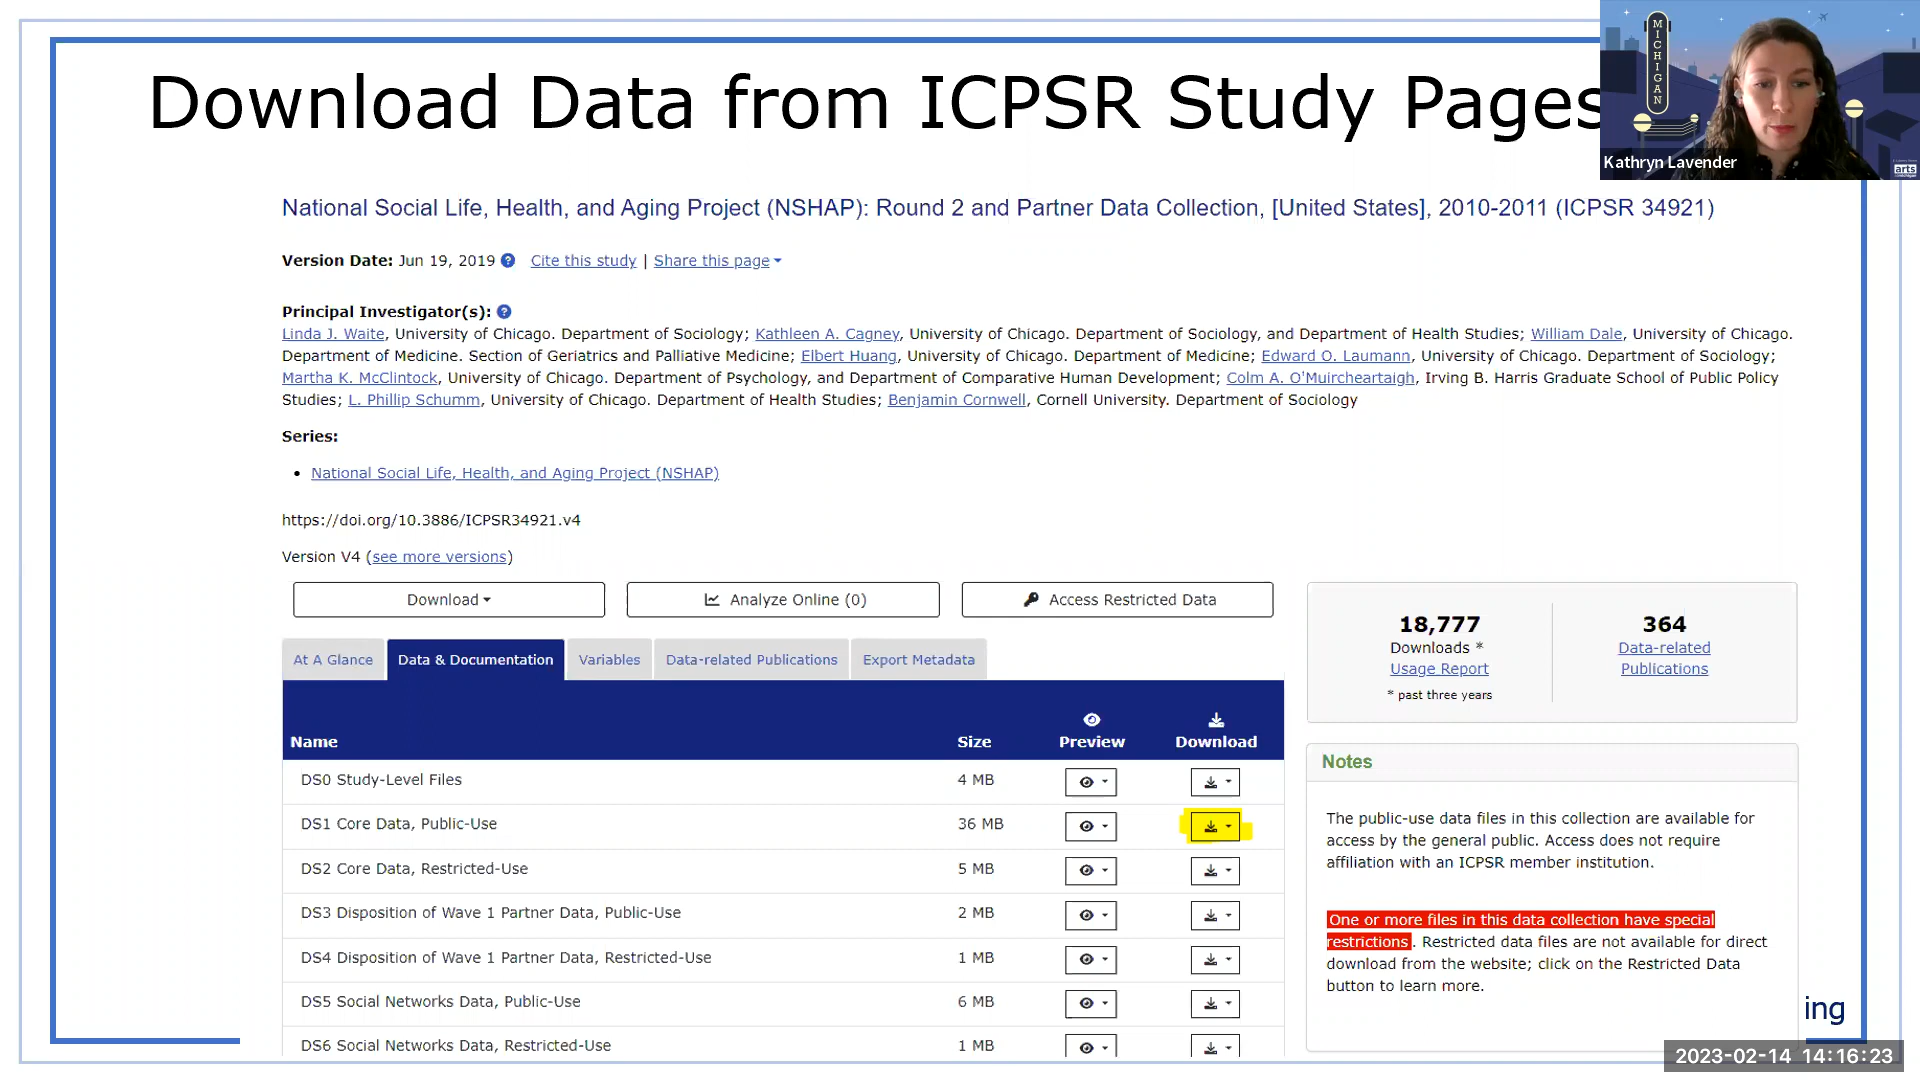 Download Data from ICPSR Study Pages
MICHIGAN
Kathryn Lavender
arts
National Social Life, Health, and Aging Project (NSHAP): Round 2 and Partner Data Collection, [United States], 2010-2011 (ICPSR 34921)
Version Date: Jun 19, 2019 ? Cite this study | Share this page
Principal Investigator(s): ?
Linda J. Waite, University of Chicago. Department of Sociology; Kathleen A. Cagney, University of Chicago. Department of Sociology, and Department of Health Studies; William Dale, University of Chicago.
Department of Medicine. Section of Geriatrics and Palliative Medicine; Elbert Huang, University of Chicago. Department of Medicine; Edward O. Laumann, University of Chicago. Department of Sociology;
Martha K. McClintock, University of Chicago. Department of Psychology, and Department of Comparative Human Development; Colm A. O'Muircheartaigh, Irving B. Harris Graduate School of Public Policy
Studies; L. Phillip Schumm, University of Chicago. Department of Health Studies; Benjamin Cornwell, Cornell University. Department of Sociology
Series:
• National Social Life, Health, and Aging Project (NSHAP)
https://doi.org/10.3886/ICPSR34921.v4
Version V4 (see more versions)
Download
Analyze Online (0)
Access Restricted Data
At A Glance
Data & Documentation
Variables
Data-related Publications
Export Metadata
Name Size Preview Download
DS0 Study-Level Files 4 MB
DS1 Core Data, Public-Use 36 MB
DS2 Core Data, Restricted-Use 5 MB
DS3 Disposition of Wave 1 Partner Data, Public-Use 2 MB
DS4 Disposition of Wave 1 Partner Data, Restricted-Use 1 MB
DS5 Social Networks Data, Public-Use 6 MB
DS6 Social Networks Data, Restricted-Use 1 MB
18,777
Downloads *
Usage Report
* past three years
364
Data-related
Publications
Notes
The public-use data files in this collection are available for
access by the general public. Access does not require
affiliation with an ICPSR member institution.
One or more files in this data collection have special
restrictions. Restricted data files are not available for direct
download from the website; click on the Restricted Data
button to learn more.
ing
2023-02-14 14:16:23